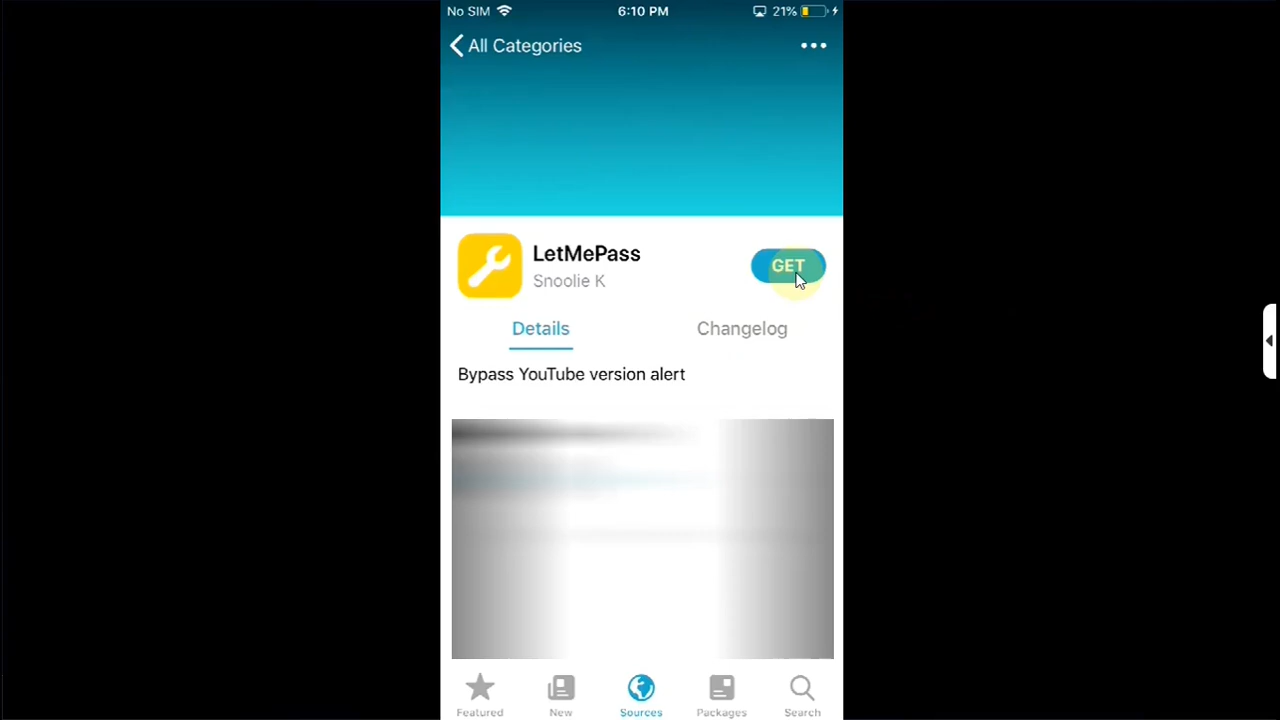 No SIM 6:10 PM 21%
All Categories
LetMePass
Snoolie K
GET
Details Changelog
Bypass YouTube version alert
Featured New Sources Packages Search